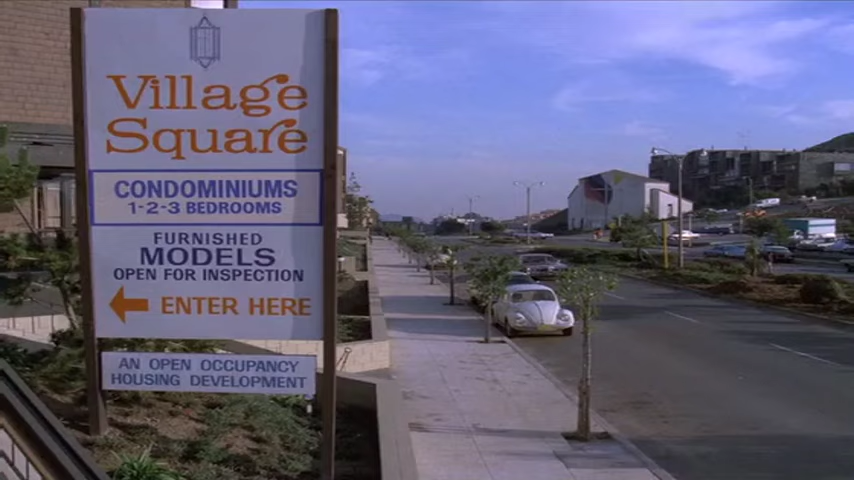 Village
Square
CONDOMINIUMS
1-2-3 BEDROOMS
FURNISHED
MODELS
OPEN FOR INSPECTION
ENTER HERE
AN OPEN OCCUPANCY
HOUSING DEVELOPMENT